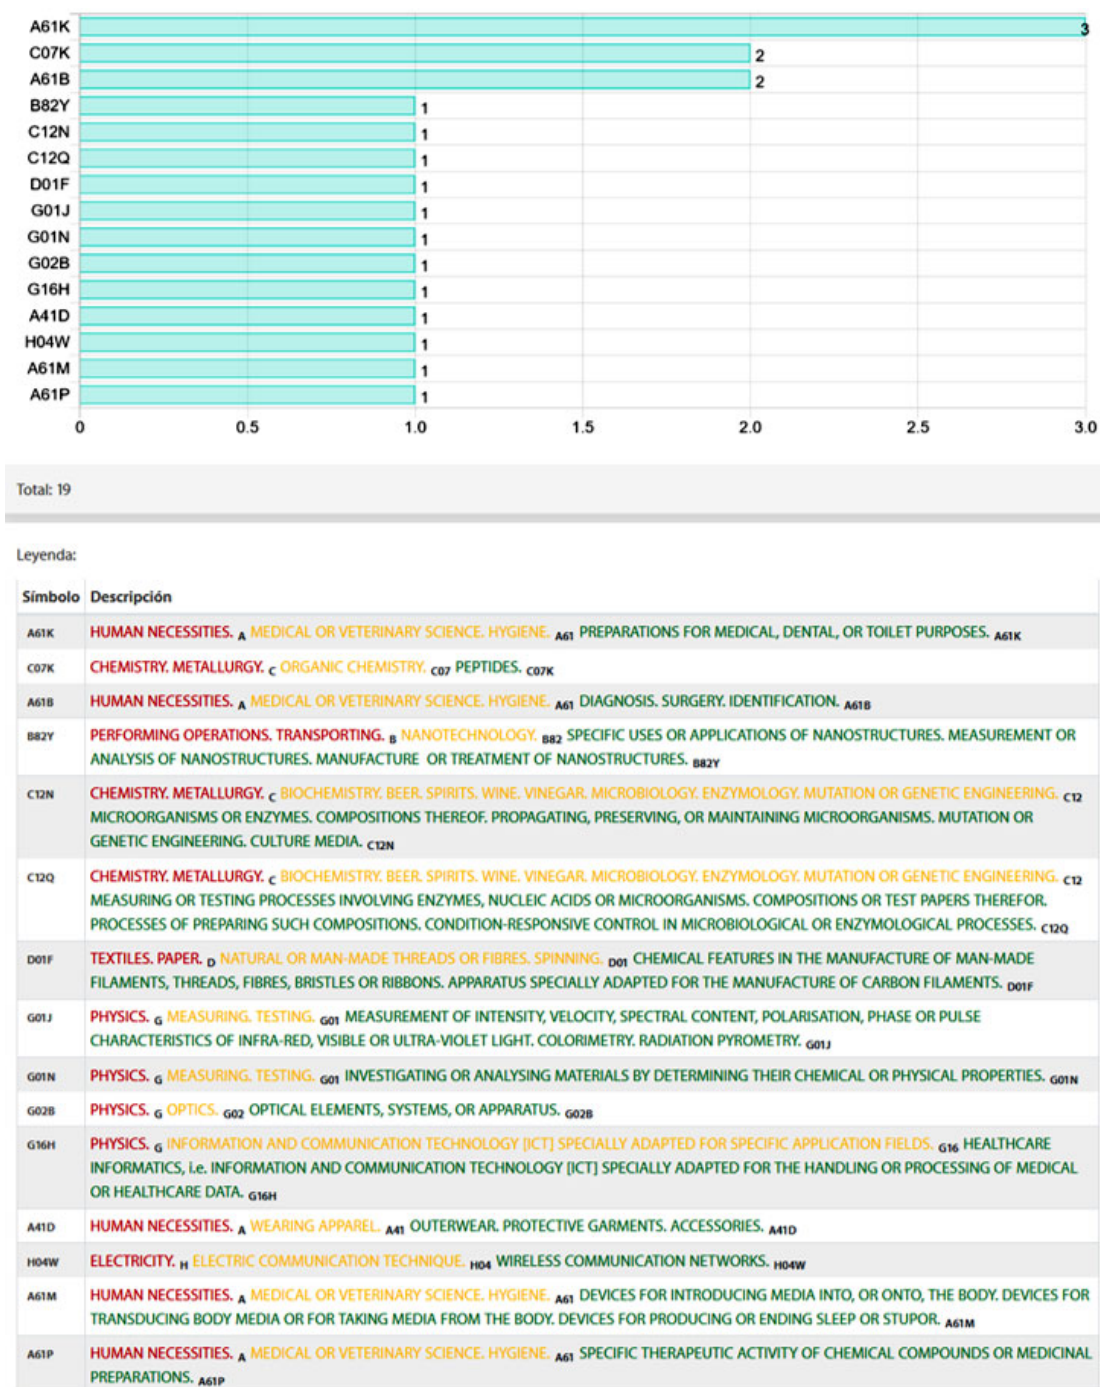 A61K 3
C07K 2
A61B 2
B82Y 1
C12N 1
C12Q 1
D01F 1
G01J 1
G01N 1
G02B 1
G16H 1
A41D 1
H04W 1
A61M 1
A61P 1
0 0.5 1.0 1.5 2.0 2.5 3.0
Total: 19
Leyenda:
Símbolo Descripción
A61K HUMAN NECESSITIES. A MEDICAL OR VETERINARY SCIENCE. HYGIENE. A61 PREPARATIONS FOR MEDICAL, DENTAL, OR TOILET PURPOSES. A61K
C07K CHEMISTRY. METALLURGY. C ORGANIC CHEMISTRY. C07 PEPTIDES. C07K
A61B HUMAN NECESSITIES. A MEDICAL OR VETERINARY SCIENCE. HYGIENE. A61 DIAGNOSIS. SURGERY. IDENTIFICATION. A61B
B82Y PERFORMING OPERATIONS. TRANSPORTING. B NANOTECHNOLOGY. B82 SPECIFIC USES OR APPLICATIONS OF NANOSTRUCTURES. MEASUREMENT OR
ANALYSIS OF NANOSTRUCTURES. MANUFACTURE OR TREATMENT OF NANOSTRUCTURES. B82Y
C12N CHEMISTRY. METALLURGY. C BIOCHEMISTRY. BEER. SPIRITS. WINE. VINEGAR. MICROBIOLOGY. ENZYMOLOGY. MUTATION OR GENETIC ENGINEERING. C12
MICROORGANISMS OR ENZYMES. COMPOSITIONS THEREOF. PROPAGATING, PRESERVING, OR MAINTAINING MICROORGANISMS. MUTATION OR
GENETIC ENGINEERING. CULTURE MEDIA. C12N
C12Q CHEMISTRY. METALLURGY. C BIOCHEMISTRY. BEER. SPIRITS. WINE. VINEGAR. MICROBIOLOGY. ENZYMOLOGY. MUTATION OR GENETIC ENGINEERING. C12
MEASURING OR TESTING PROCESSES INVOLVING ENZYMES, NUCLEIC ACIDS OR MICROORGANISMS. COMPOSITIONS OR TEST PAPERS THEREFOR.
PROCESSES OF PREPARING SUCH COMPOSITIONS. CONDITION-RESPONSIVE CONTROL IN MICROBIOLOGICAL OR ENZYMOLOGICAL PROCESSES. C12Q
D01F TEXTILES. PAPER. D NATURAL OR MAN-MADE THREADS OR FIBRES. SPINNING. D01 CHEMICAL FEATURES IN THE MANUFACTURE OF MAN-MADE
FILAMENTS, THREADS, FIBRES, BRISTLES OR RIBBONS. APPARATUS SPECIALLY ADAPTED FOR THE MANUFACTURE OF CARBON FILAMENTS. D01F
G01J PHYSICS. G MEASURING. TESTING. G01 MEASUREMENT OF INTENSITY, VELOCITY, SPECTRAL CONTENT, POLARISATION, PHASE OR PULSE
CHARACTERISTICS OF INFRA-RED, VISIBLE OR ULTRA-VIOLET LIGHT. COLORIMETRY. RADIATION PYROMETRY. G01J
G01N PHYSICS. G MEASURING. TESTING. G01 INVESTIGATING OR ANALYSING MATERIALS BY DETERMINING THEIR CHEMICAL OR PHYSICAL PROPERTIES. G01N
G02B PHYSICS. G OPTICS. G02 OPTICAL ELEMENTS, SYSTEMS, OR APPARATUS. G02B
G16H PHYSICS. G INFORMATION AND COMMUNICATION TECHNOLOGY [ICT] SPECIALLY ADAPTED FOR SPECIFIC APPLICATION FIELDS. G16 HEALTHCARE
INFORMATICS, i.e. INFORMATION AND COMMUNICATION TECHNOLOGY [ICT] SPECIALLY ADAPTED FOR THE HANDLING OR PROCESSING OF MEDICAL
OR HEALTHCARE DATA. G16H
A41D HUMAN NECESSITIES. A WEARING APPAREL. A41 OUTERWEAR. PROTECTIVE GARMENTS. ACCESSORIES. A41D
H04W ELECTRICITY. H ELECTRIC COMMUNICATION TECHNIQUE. H04 WIRELESS COMMUNICATION NETWORKS. H04W
A61M HUMAN NECESSITIES. A MEDICAL OR VETERINARY SCIENCE. HYGIENE. A61 DEVICES FOR INTRODUCING MEDIA INTO, OR ONTO, THE BODY. DEVICES FOR
TRANSDUCING BODY MEDIA OR FOR TAKING MEDIA FROM THE BODY. DEVICES FOR PRODUCING OR ENDING SLEEP OR STUPOR. A61M
A61P HUMAN NECESSITIES. A MEDICAL OR VETERINARY SCIENCE. HYGIENE. A61 SPECIFIC THERAPEUTIC ACTIVITY OF CHEMICAL COMPOUNDS OR MEDICINAL
PREPARATIONS. A61P